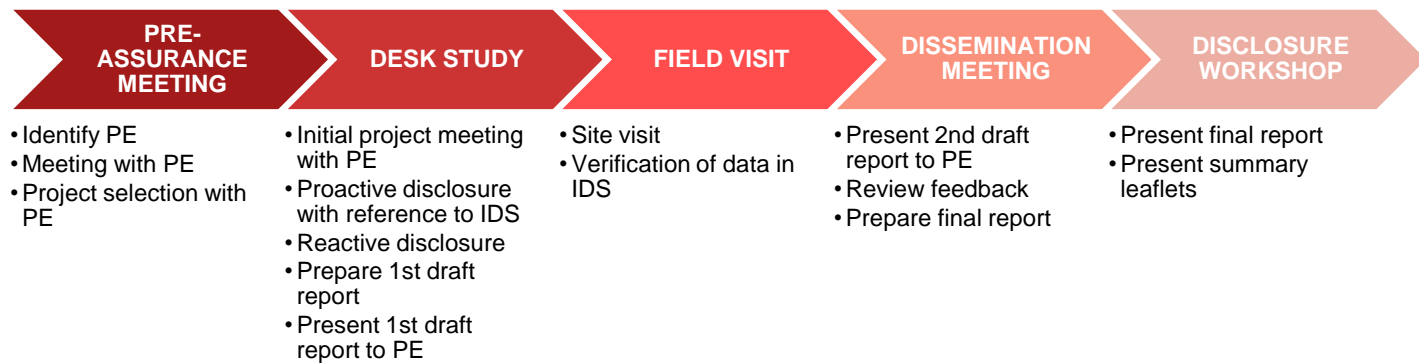 PRE-
ASSURANCE
MEETING
DESK STUDY
FIELD VISIT
DISSEMINATION
MEETING
DISCLOSURE
WORKSHOP
• Identify PE
• Meeting with PE
• Project selection with
PE
• Initial project meeting
with PE
• Proactive disclosure
with reference to IDS
• Reactive disclosure
• Prepare 1st draft
report
• Present 1st draft
report to PE
• Site visit
• Verification of data in
IDS
• Present 2nd draft
report to PE
• Review feedback
• Prepare final report
• Present final report
• Present summary
leaflets